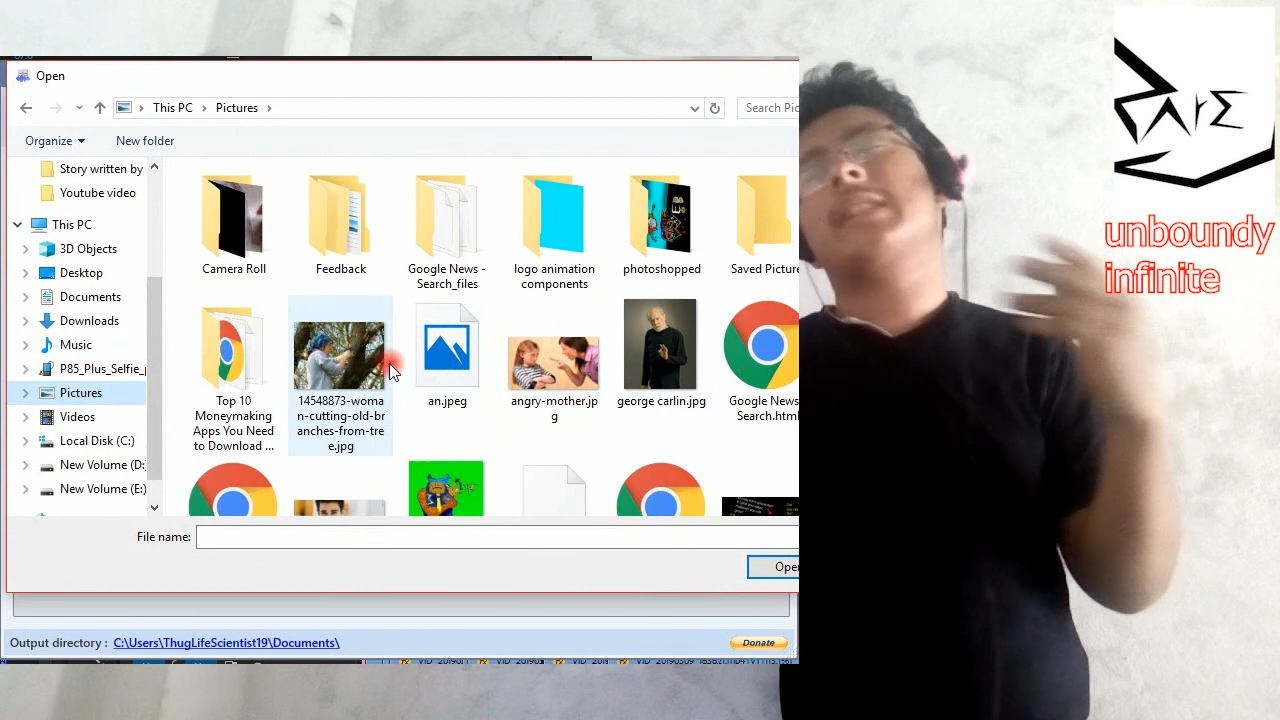 Open
This PC
Pictures
Search Pic
Organize
New folder
Story written by
Youtube video
This PC
3D Objects
Desktop
Documents
Downloads
Music
P85_Plus_Selfie_p
Pictures
Videos
Local Disk (C:)
New Volume (D:
New Volume (E:)
Camera Roll
Feedback
Google News -
Search_files
logo animation
components
photoshopped
Saved Picture
Top 10
Moneymaking
Apps You Need
to Download ...
14548873-woma
n-cutting-old-br
anches-from-tre
e.jpg
an.jpeg
angry-mother.jp
g
george carlin.jpg
Google News
Search.html
File name:
Open
Output directory :
C:\Users\ThugLifeScientist19\Documents\
Donate
unboundy
infinite